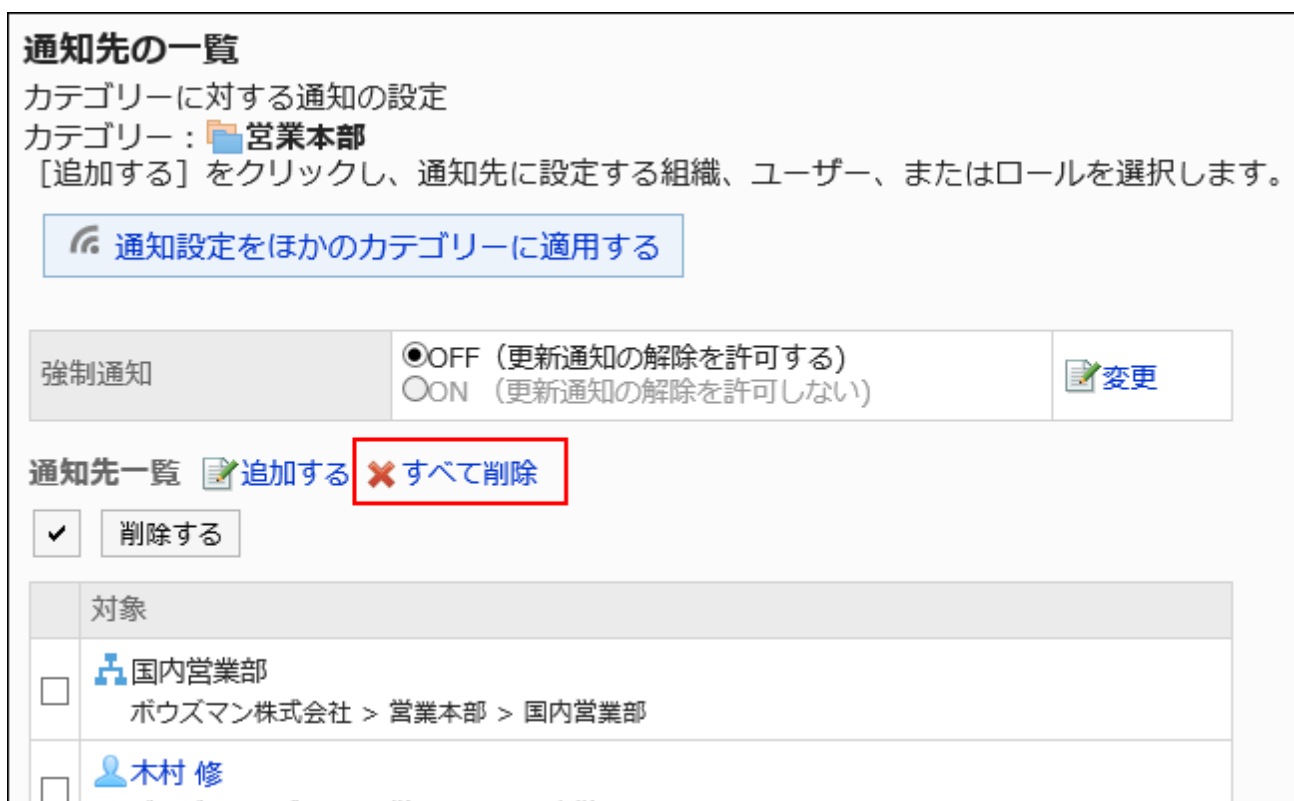 通知先の一覧
カテゴリーに対する通知の設定
カテゴリー：営業本部
［追加する］をクリックし、通知先に設定する組織、ユーザー、またはロールを選択します。
通知設定をほかのカテゴリーに適用する
強制通知
OFF（更新通知の解除を許可する）
ON （更新通知の解除を許可しない）
変更
通知先一覧 追加する すべて削除
削除する
対象
国内営業部
ボウズマン株式会社 > 営業本部 > 国内営業部
木村 修